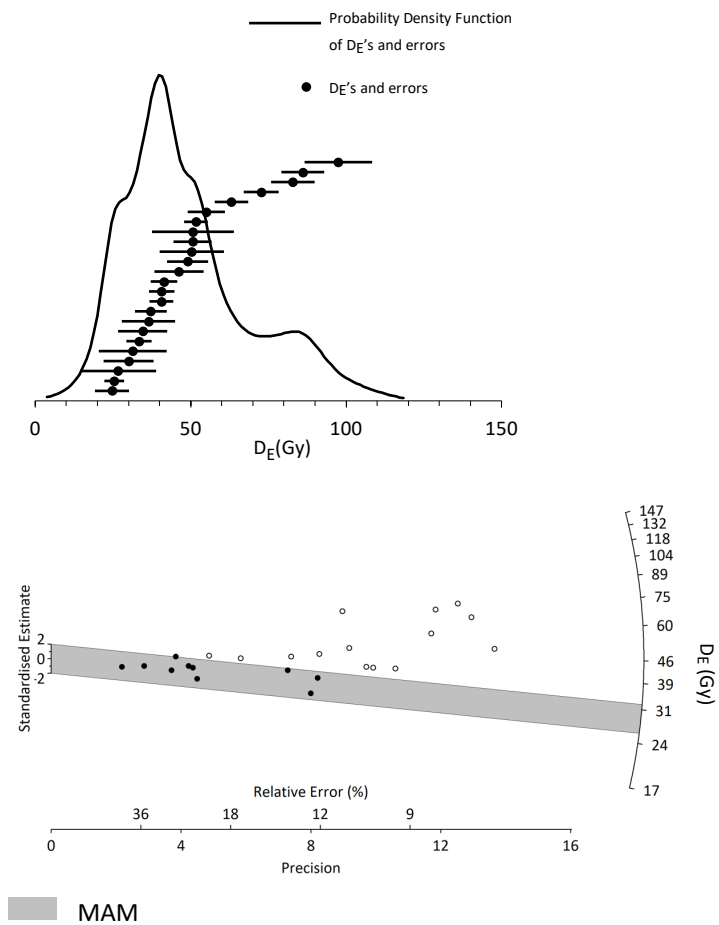 Probability Density Function
of DE's and errors
DE's and errors
0 50 100 150
DE(Gy)
147
132
118
104
89
75
60
46
39
31
24
17
DE (Gy)
Standardised Estimate
2
0
-2
Relative Error (%)
36 18 12 9
0 4 8 12 16
Precision
MAM